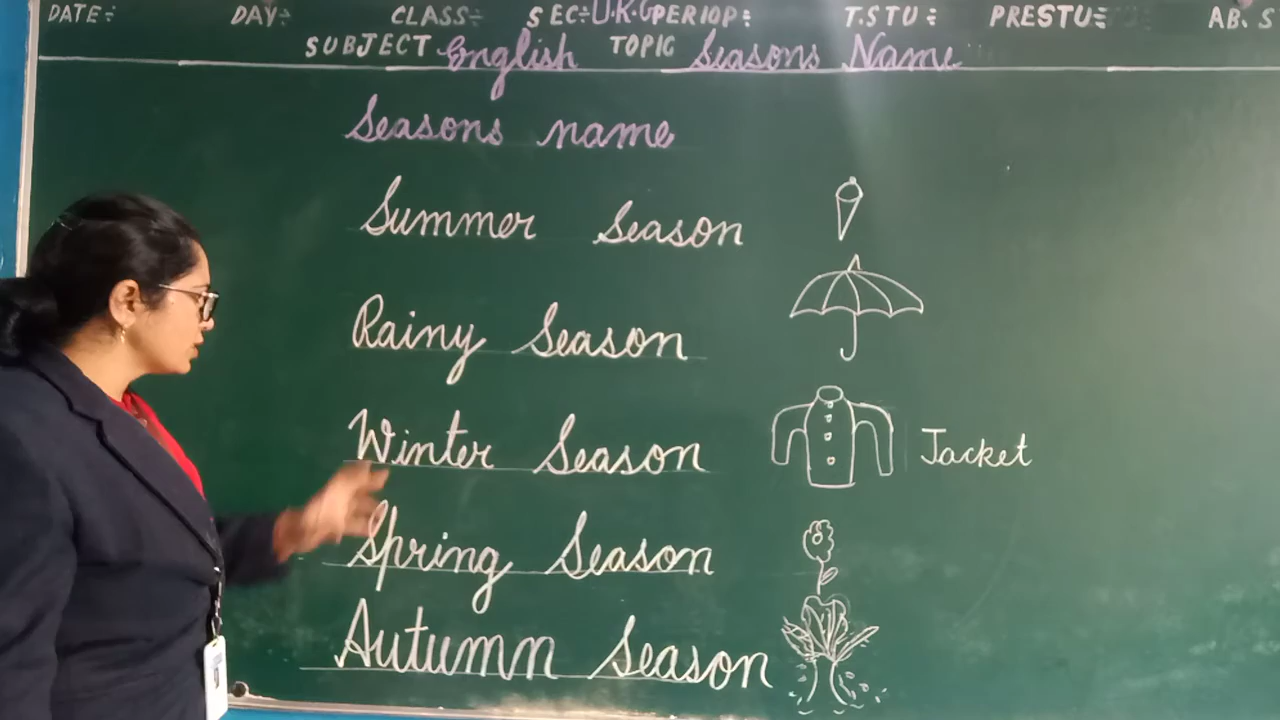 DATE:- DAY:- CLASS:- SEC:- U.K.G PERIOP: T.STU: PRESTU: AB. S
SUBJECT English TOPIC Seasons Name
Seasons name
Summer Season
Rainy Season
Winter Season Jacket
Spring Season
Autumn Season